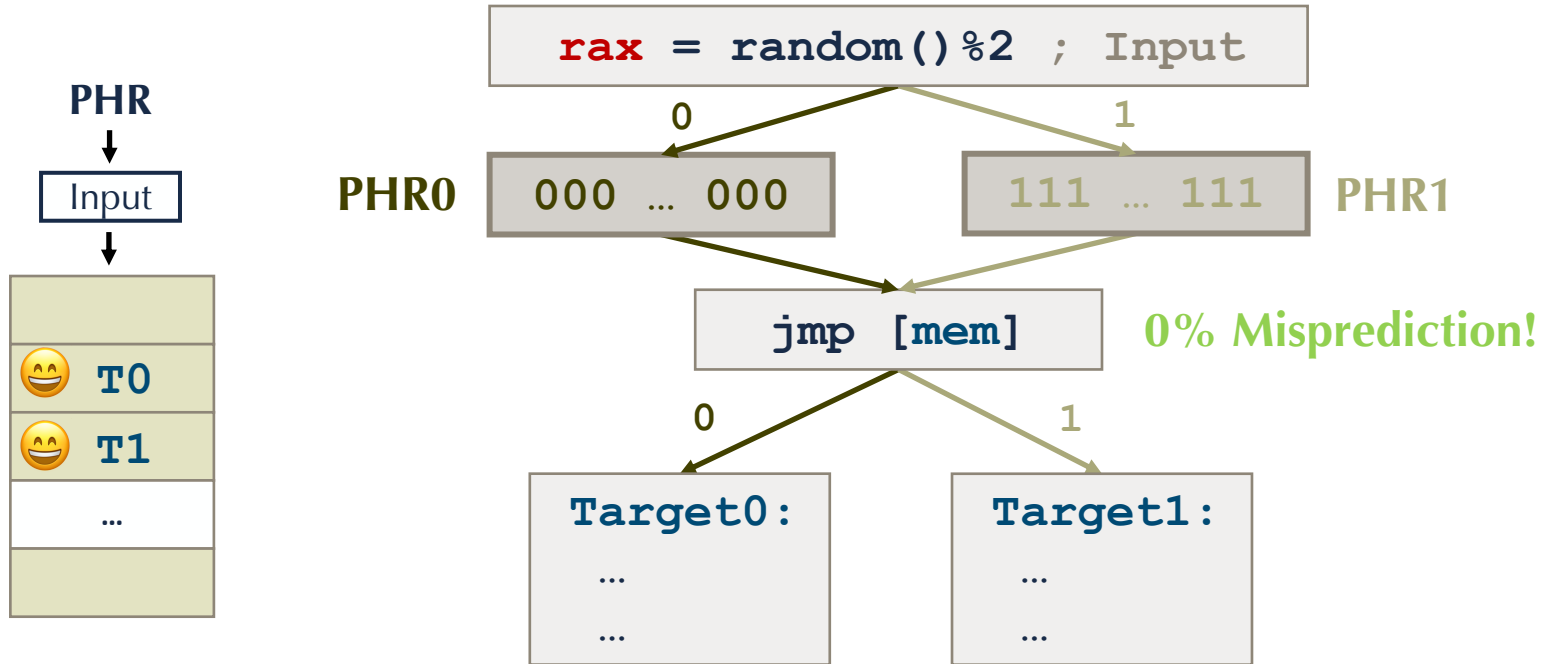 rax = random()%2 ; Input
PHR
Input
T0
T1
…
0
1
PHR0
000 … 000
111 … 111
PHR1
jmp [mem]
0% Misprediction!
0
1
Target0:
…
…
Target1:
…
…